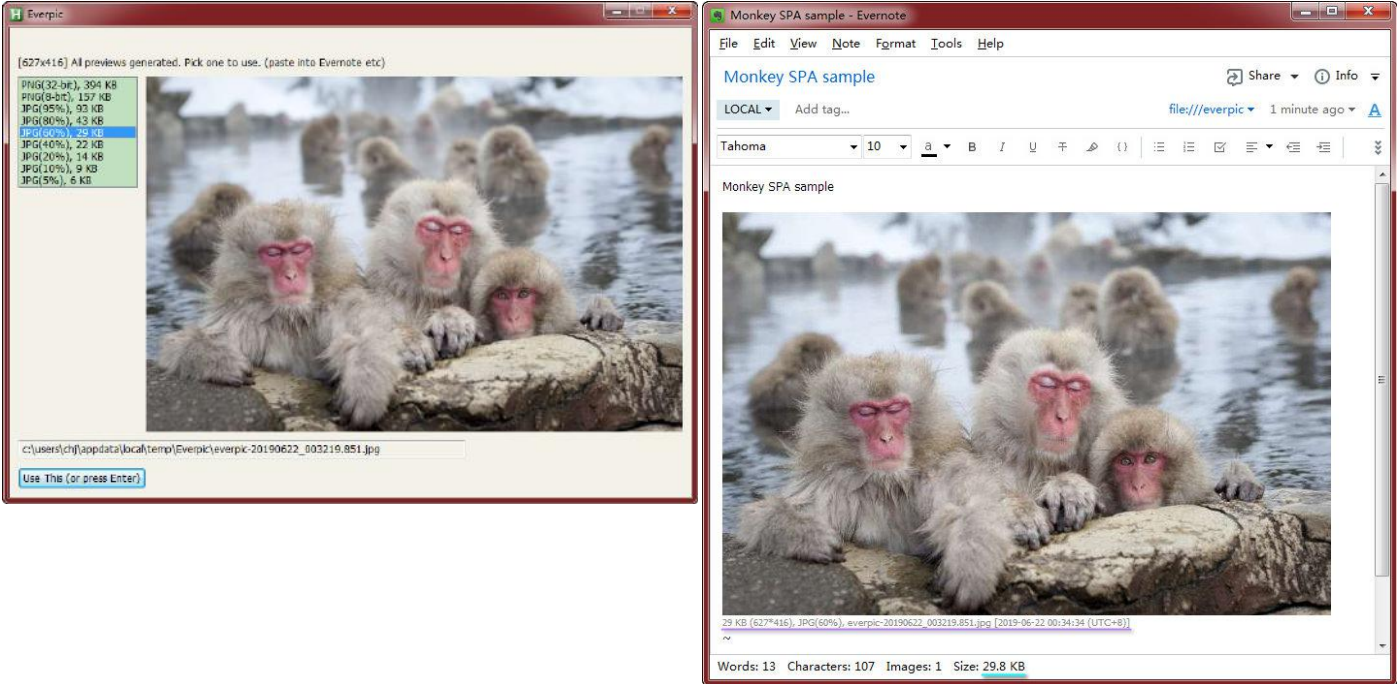 Everpic
[627x416] All previews generated. Pick one to use. (paste into Evernote etc)
PNG(32-bit), 394 KB
PNG(8-bit), 157 KB
JPG(95%), 93 KB
JPG(80%), 43 KB
JPG(60%), 29 KB
JPG(40%), 22 KB
JPG(20%), 14 KB
JPG(10%), 9 KB
JPG(5%), 6 KB
c:\users\chj\appdata\local\temp\Everpic\everpic-20190622_003219.851.jpg
Use This (or press Enter)
Monkey SPA sample - Evernote
File Edit View Note Format Tools Help
Monkey SPA sample Share Info
LOCAL Add tag... file:///everpic 1 minute ago A
Tahoma 10 a B I U T {}
Monkey SPA sample
29 KB (627*416), JPG(60%), everpic-20190622_003219.851.jpg [2019-06-22 00:34:34 (UTC+8)]
~
Words: 13 Characters: 107 Images: 1 Size: 29.8 KB